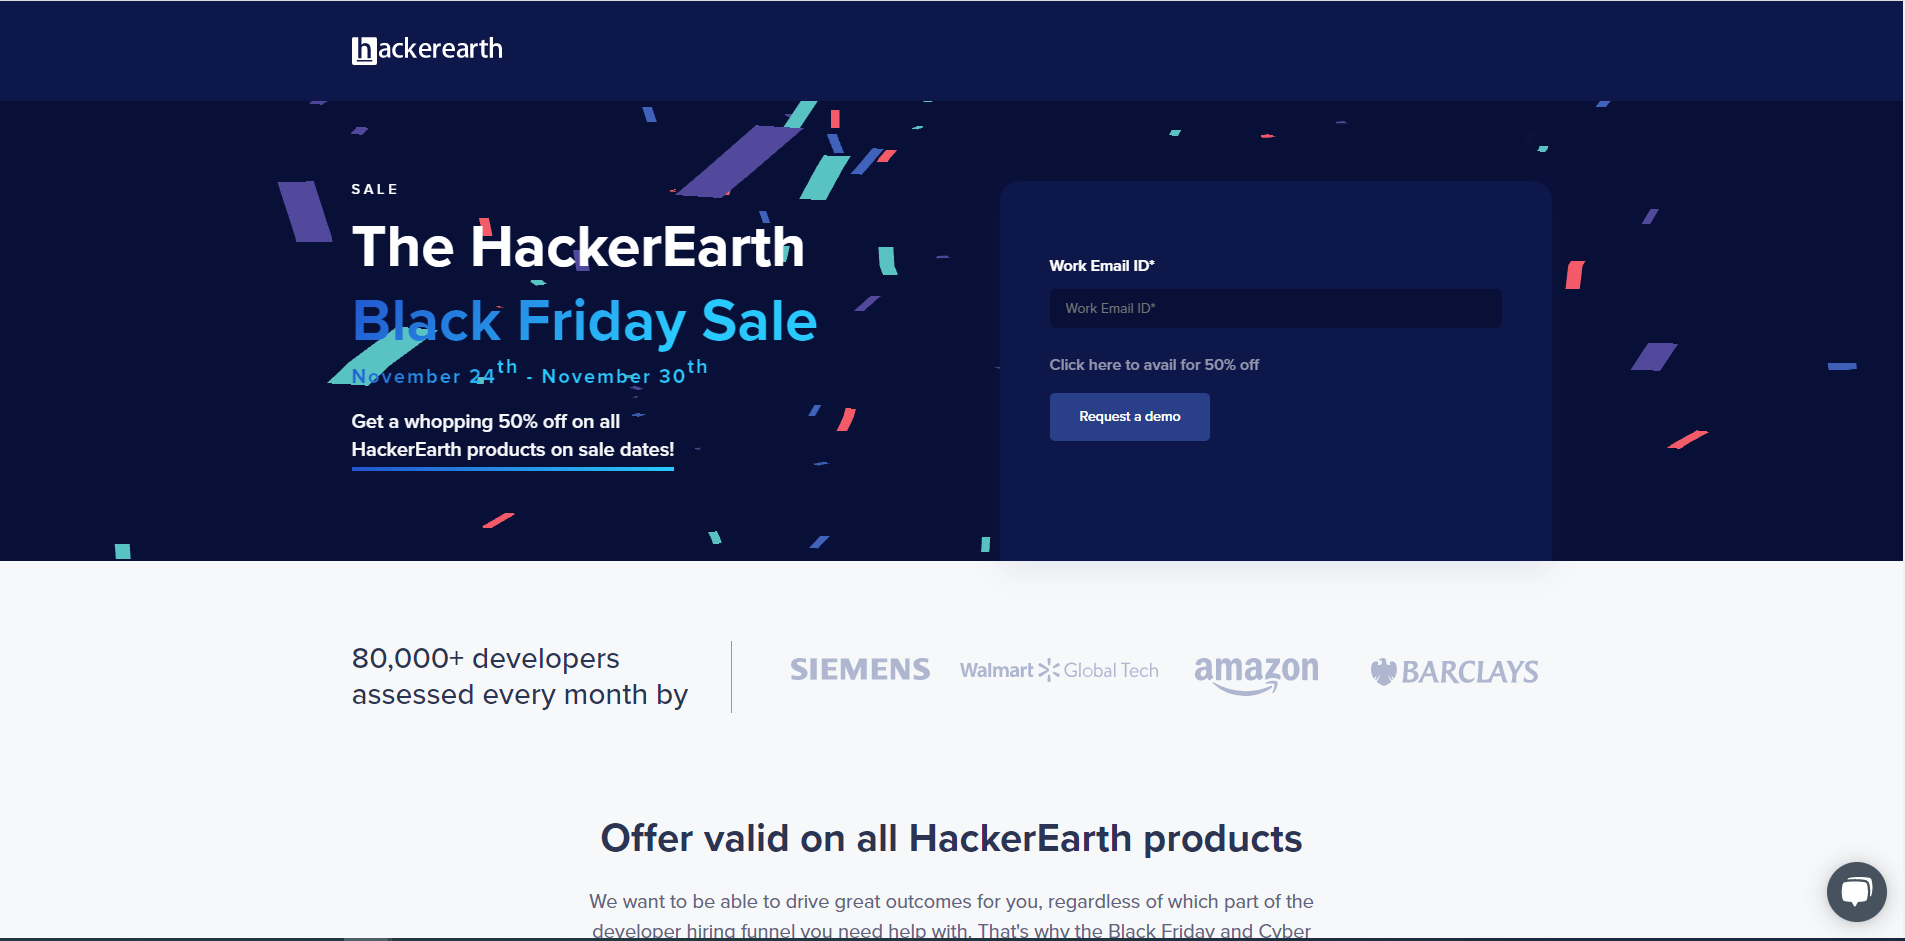 hackerearth
SALE
The HackerEarth
Black Friday Sale
November 24th - November 30th
Get a whopping 50% off on all
HackerEarth products on sale dates!
Work Email ID*
Work Email ID*
Click here to avail for 50% off
Request a demo
80,000+ developers
assessed every month by
SIEMENS
Walmart Global Tech
amazon
BARCLAYS
Offer valid on all HackerEarth products
We want to be able to drive great outcomes for you, regardless of which part of the
developer hiring funnel you need help with. That's why the Black Friday and Cyber